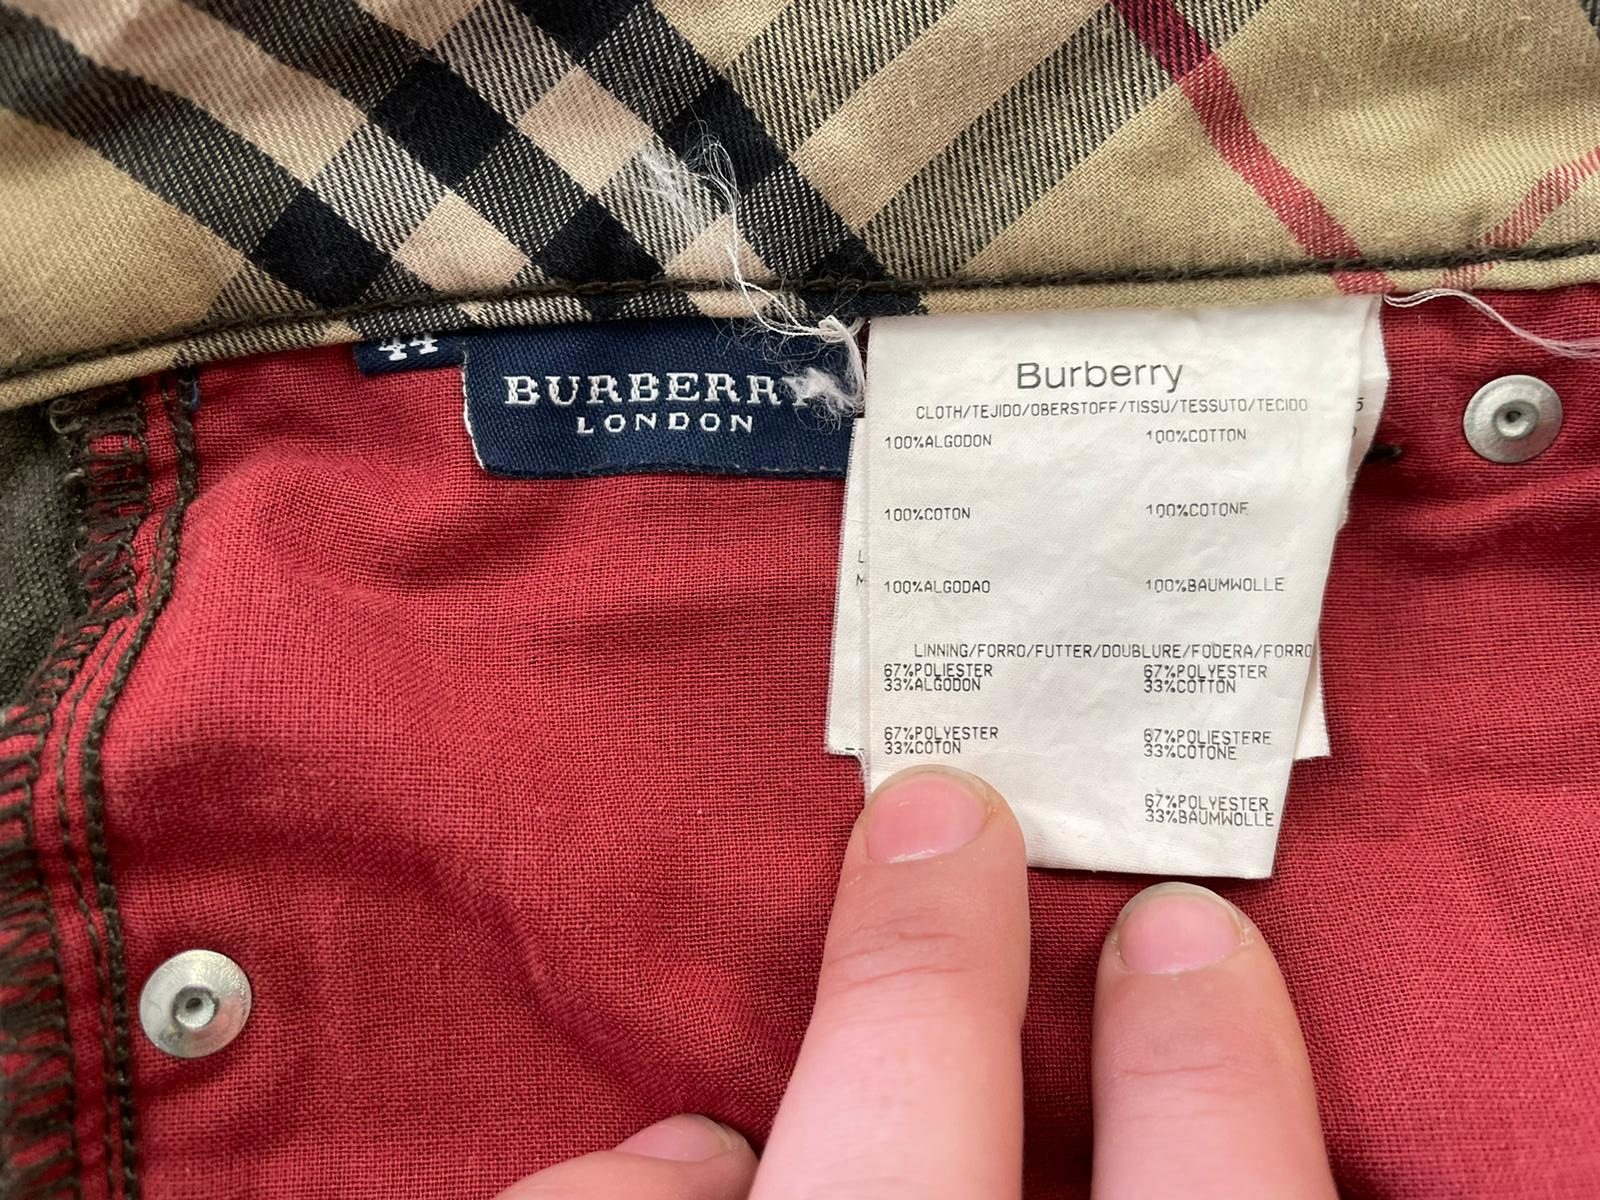 44
BURBERRY
LONDON
Burberry
CLOTH/TEJIDO/OBERSTOFF/TISSU/TESSUTO/TECIDO
100%ALGODON 100%COTTON
100%COTON 100%COTONE
100%ALGODAO 100%BAUMWOLLE
LINNING/FORRO/FUTTER/DOUBLURE/FODERA/FORRO
67%POLIESTER 67%POLYESTER
33%ALGODON 33%COTTON
67%POLYESTER 67%POLIESTERE
33%COTON 33%COTONE
67%POLYESTER
33%BAUMWOLLE